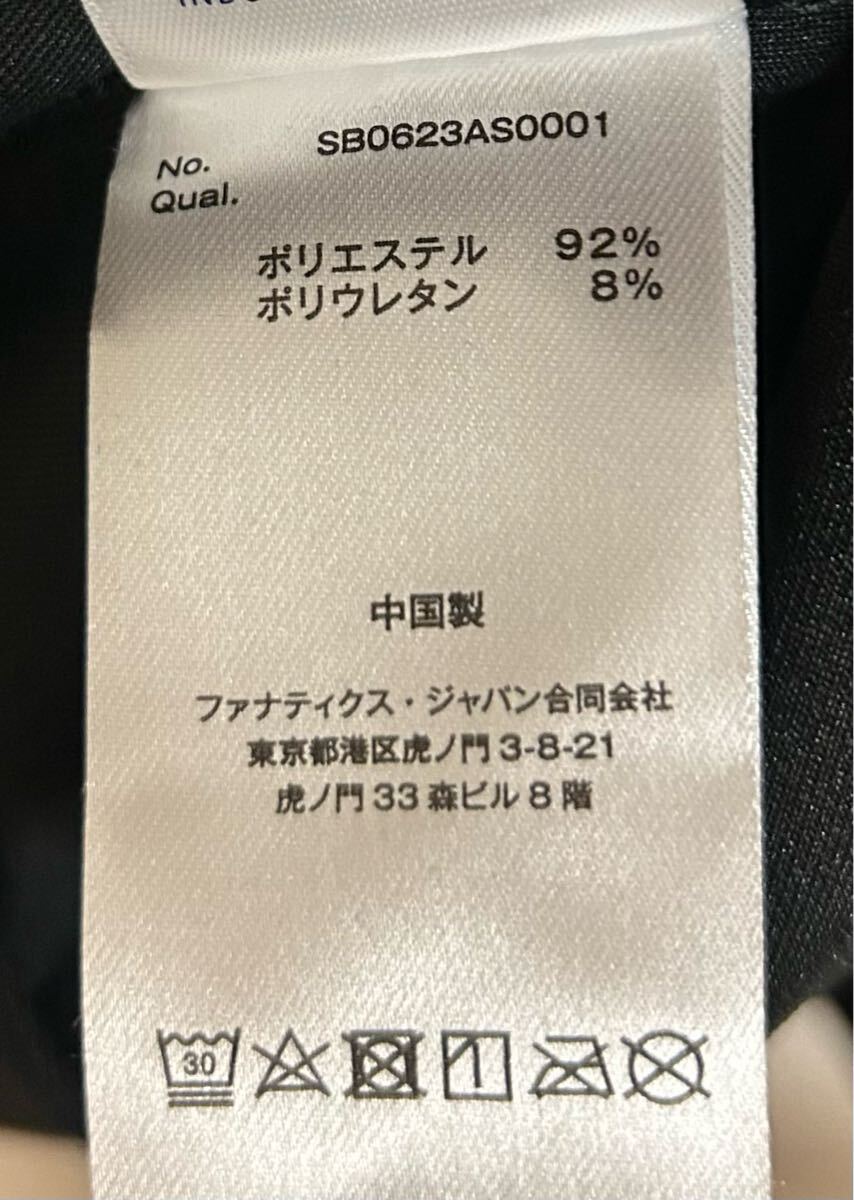 No. SB0623AS0001
Qual.
ポリエステル 92%
ポリウレタン 8%
中国製
ファナティクス・ジャパン合同会社
東京都港区虎ノ門3-8-21
虎ノ門33森ビル8階
30